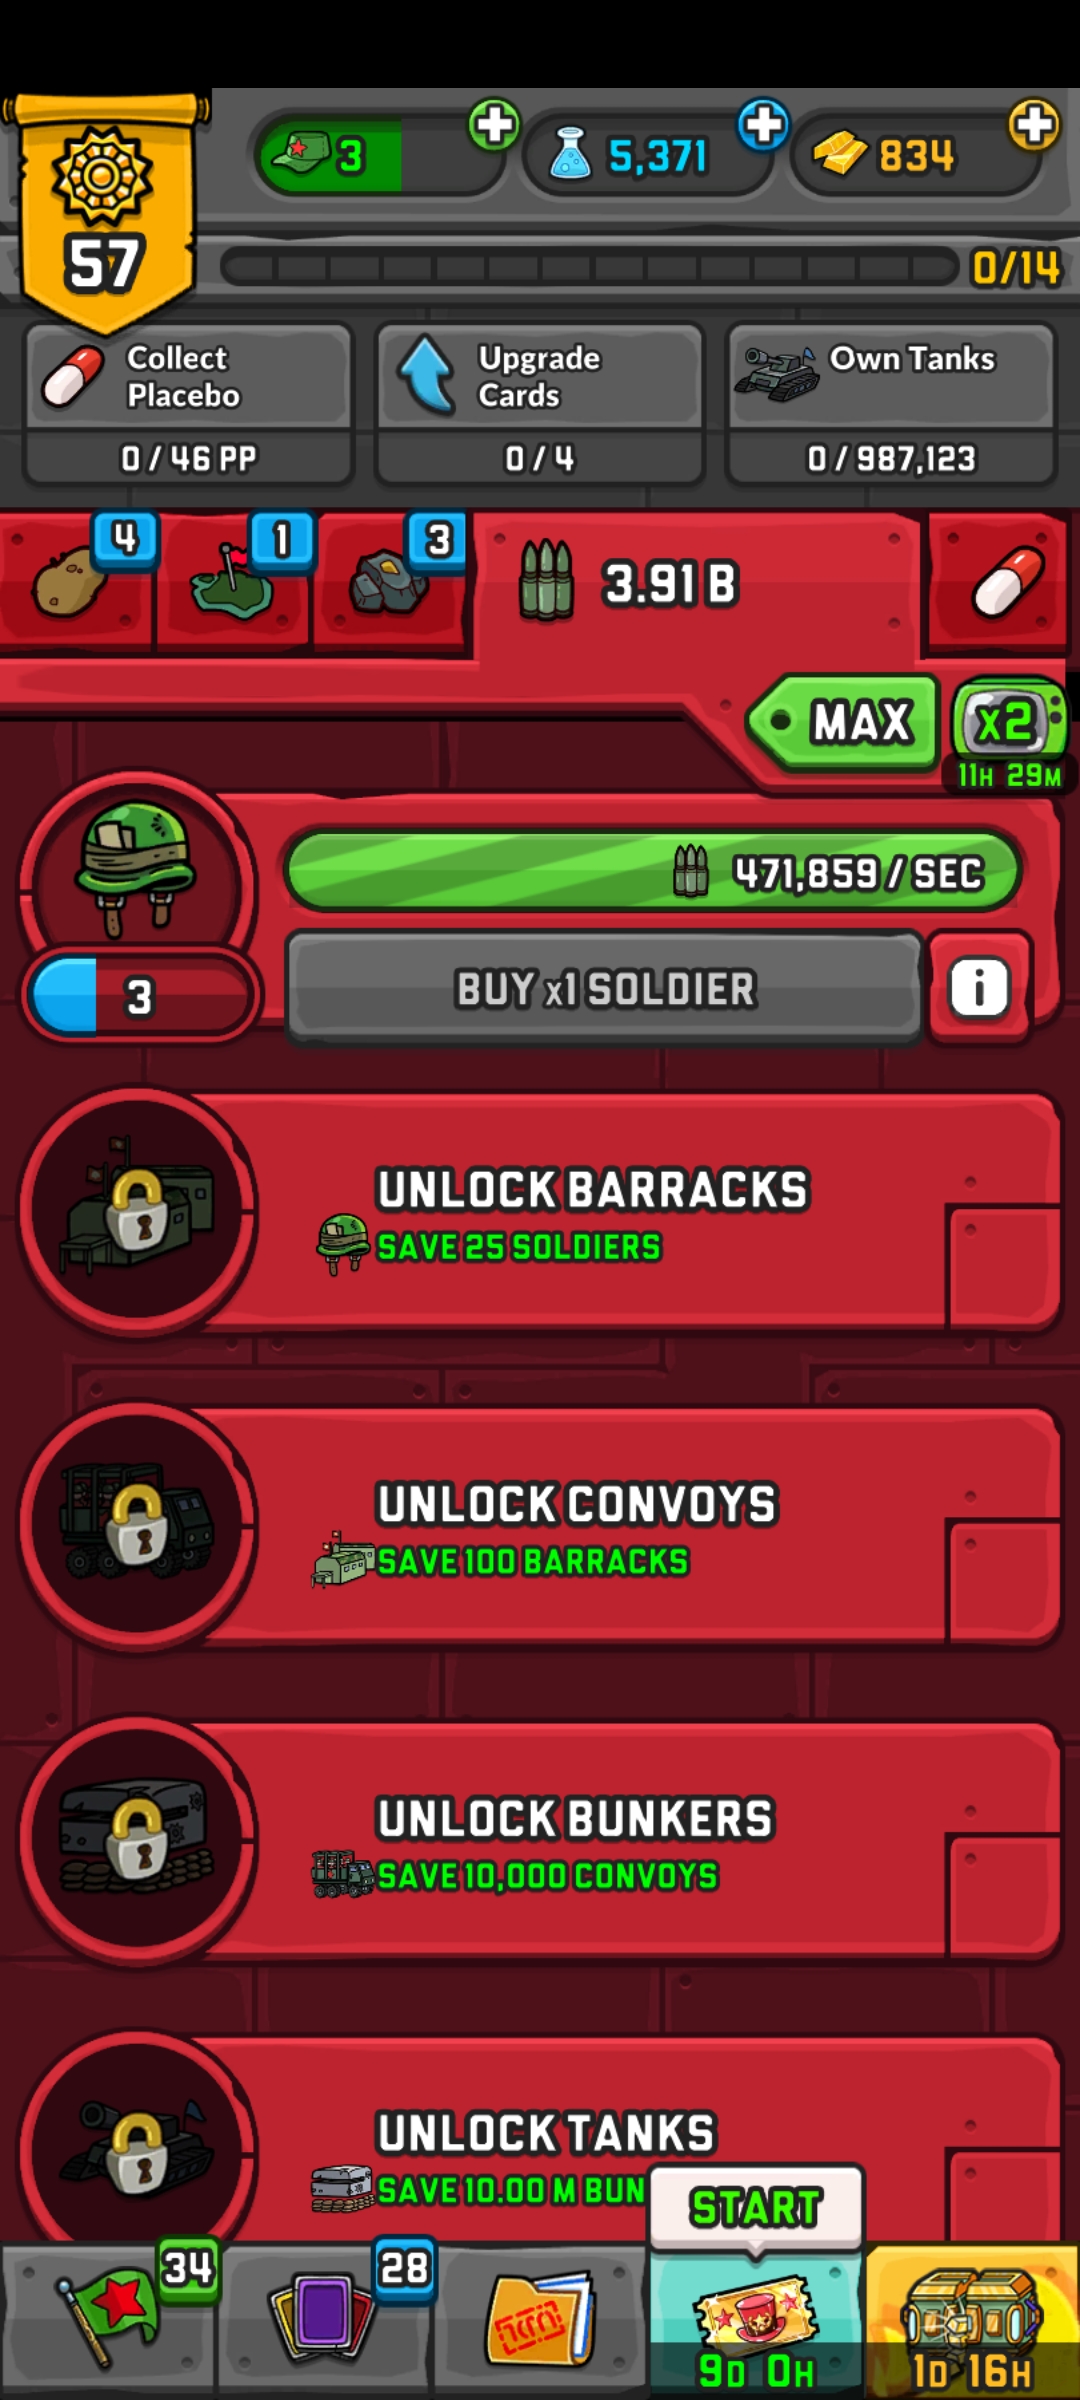 3
5,371
834
57
0/14
Collect
Placebo
0 / 46 PP
Upgrade
Cards
0 / 4
Own Tanks
0 / 987,123
4
1
3
3.91 B
MAX
x2
11H 29M
471,859 / SEC
3
BUY x1 SOLDIER
i
UNLOCK BARRACKS
SAVE 25 SOLDIERS
UNLOCK CONVOYS
SAVE 100 BARRACKS
UNLOCK BUNKERS
SAVE 10,000 CONVOYS
UNLOCK TANKS
SAVE 10.00 M BUN
START
34
28
9D 0H
1D 16H